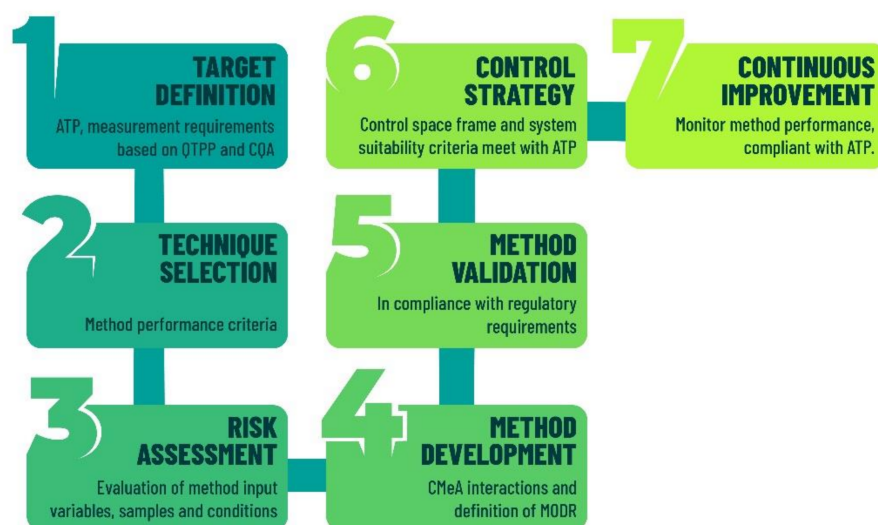 1
TARGET
DEFINITION
ATP, measurement requirements
based on QTPP and CQA
2
TECHNIQUE
SELECTION
Method performance criteria
3
RISK
ASSESSMENT
Evaluation of method input
variables, samples and conditions
4
METHOD
DEVELOPMENT
CMeA interactions and
definition of MODR
5
METHOD
VALIDATION
In compliance with regulatory
requirements
6
CONTROL
STRATEGY
Control space frame and system
suitability criteria meet with ATP
7
CONTINUOUS
IMPROVEMENT
Monitor method performance,
compliant with ATP.